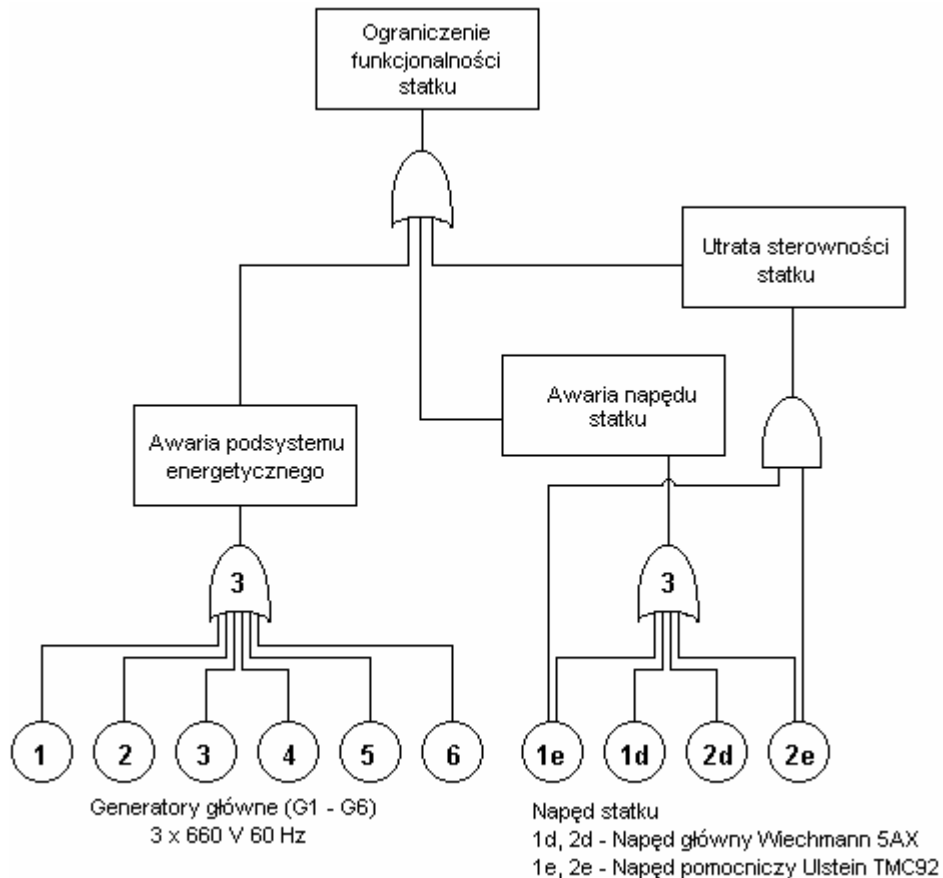 Ograniczenie
funkcjonalności
statku
Utrata sterowności
statku
Awaria napędu
statku
Awaria podsystemu
energetycznego
3
3
1
2
3
4
5
6
1e
1d
2d
2e
Generatory główne (G1 - G6)
3 x 660 V 60 Hz
Napęd statku
1d, 2d - Napęd główny Wiechmann 5AX
1e, 2e - Napęd pomocniczy Ulstein TMC92